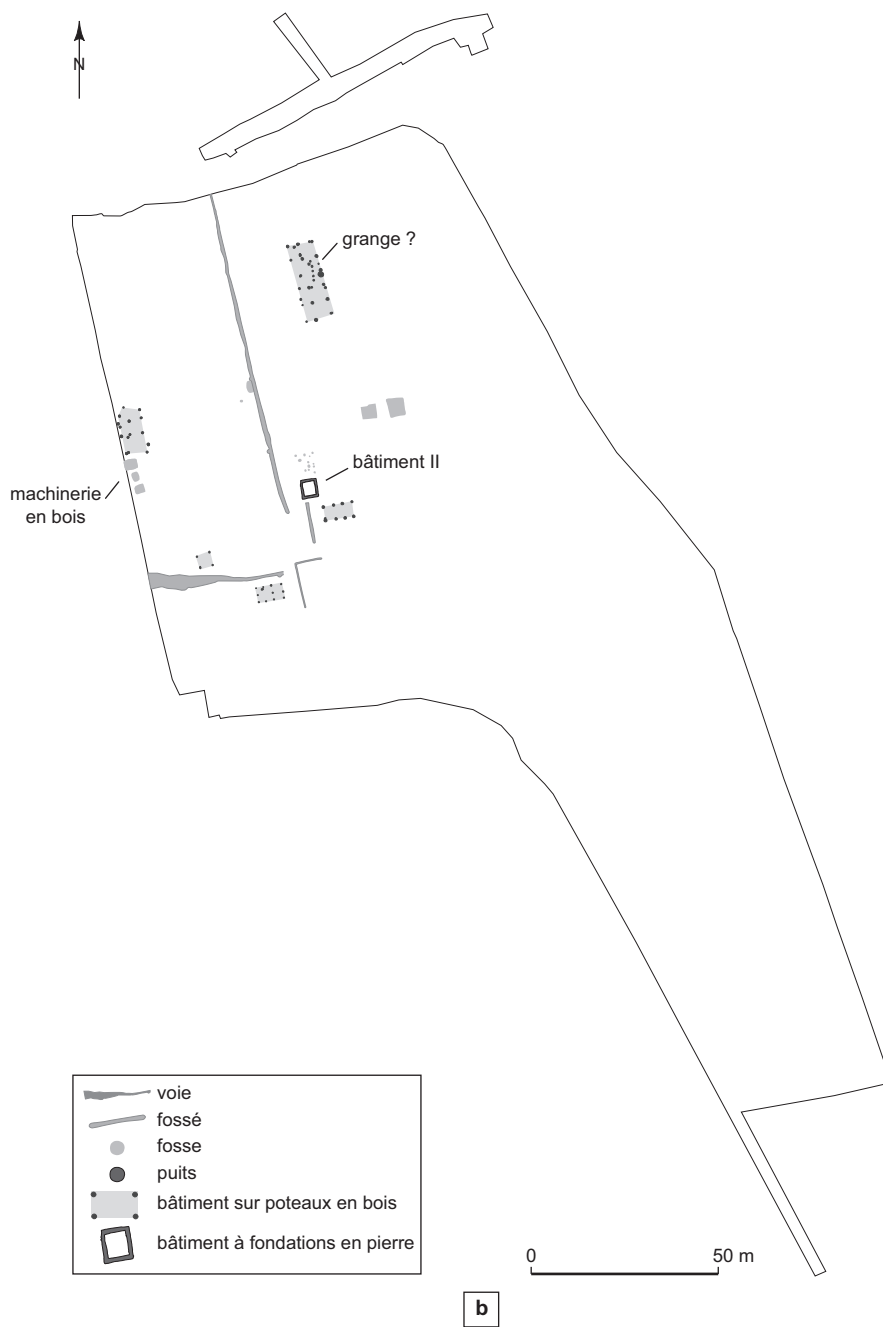 N
grange ?
bâtiment II
machinerie
en bois
voie
fossé
fosse
puits
bâtiment sur poteaux en bois
bâtiment à fondations en pierre
0
50 m
b